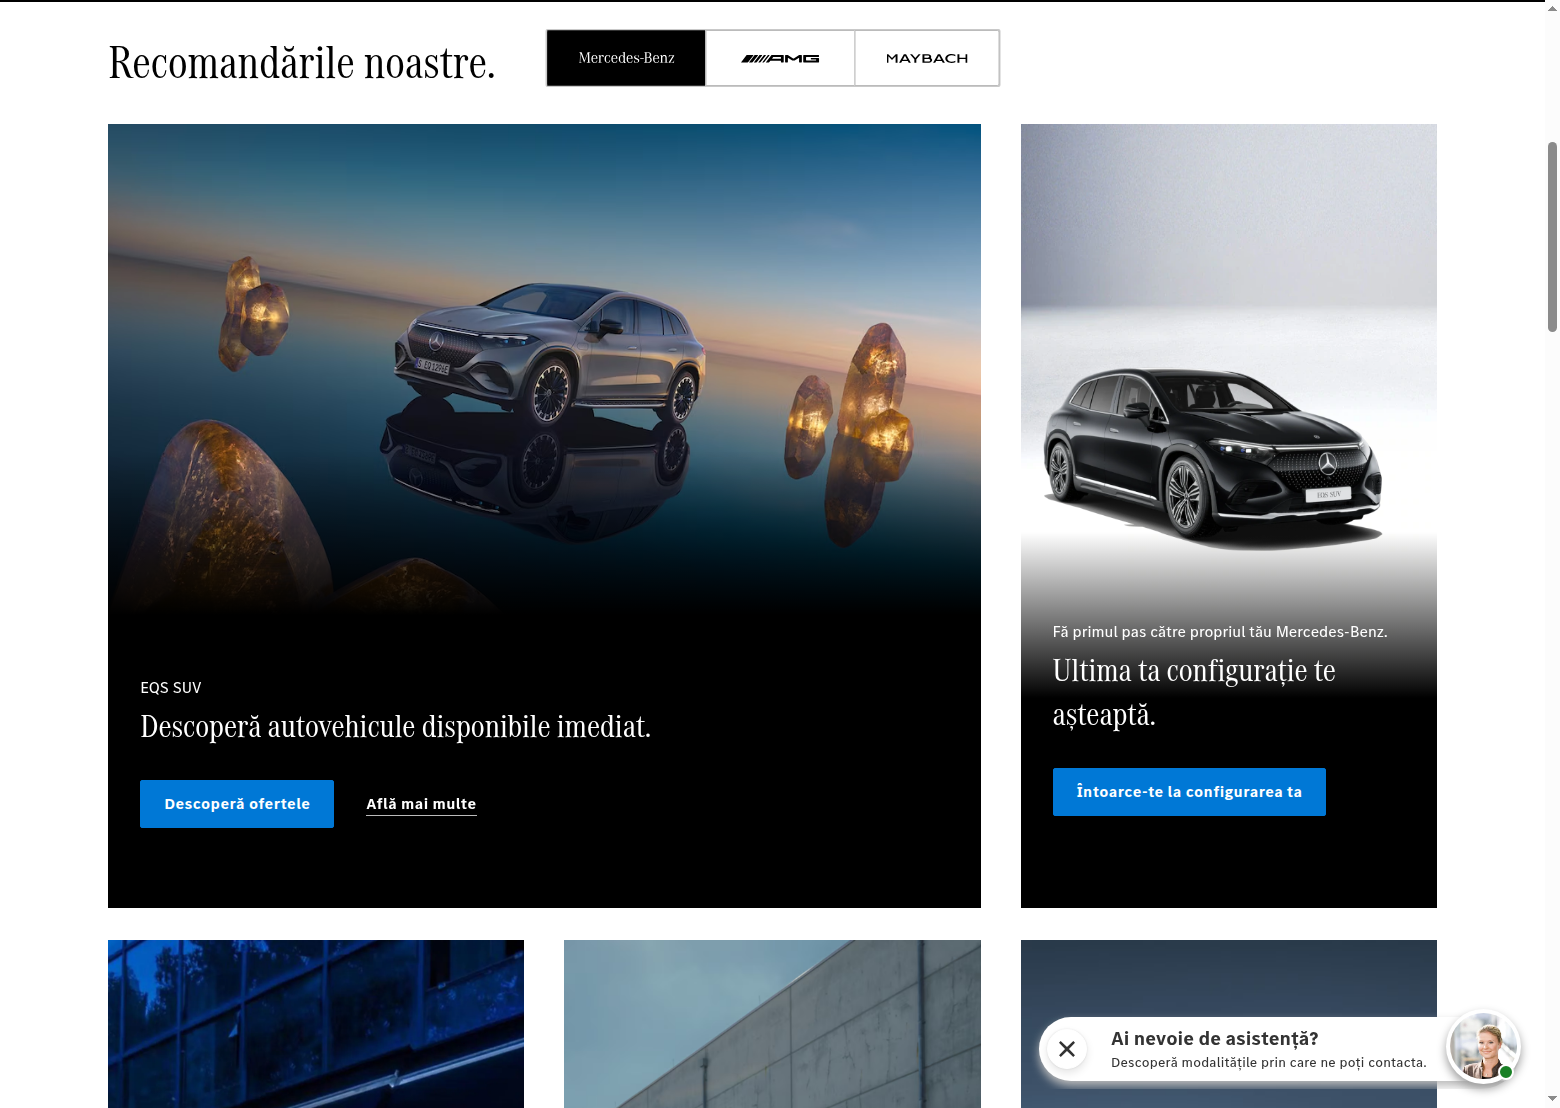 Recomandările noastre.
Mercedes-Benz
AMG
MAYBACH
EQS SUV
Descoperă autovehicule disponibile imediat.
Descoperă ofertele
Află mai multe
EQS SUV
Fă primul pas către propriul tău Mercedes-Benz.
Ultima ta configurație te
așteaptă.
Întoarce-te la configurarea ta
Ai nevoie de asistență?
Descoperă modalitățile prin care ne poți contacta.